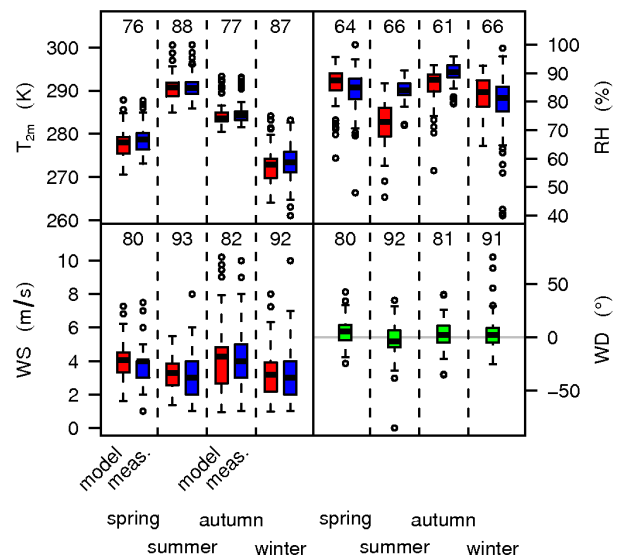 76 88 77 87 64 66 61 66
300
290
280
270
260
T2m (K)
100
90
80
70
60
50
40
RH (%)
80 93 82 92 80 92 81 91
10
8
6
4
2
0
WS (m/s)
50
0
−50
WD (°)
model meas. model meas.
spring autumn spring autumn
summer winter summer winter